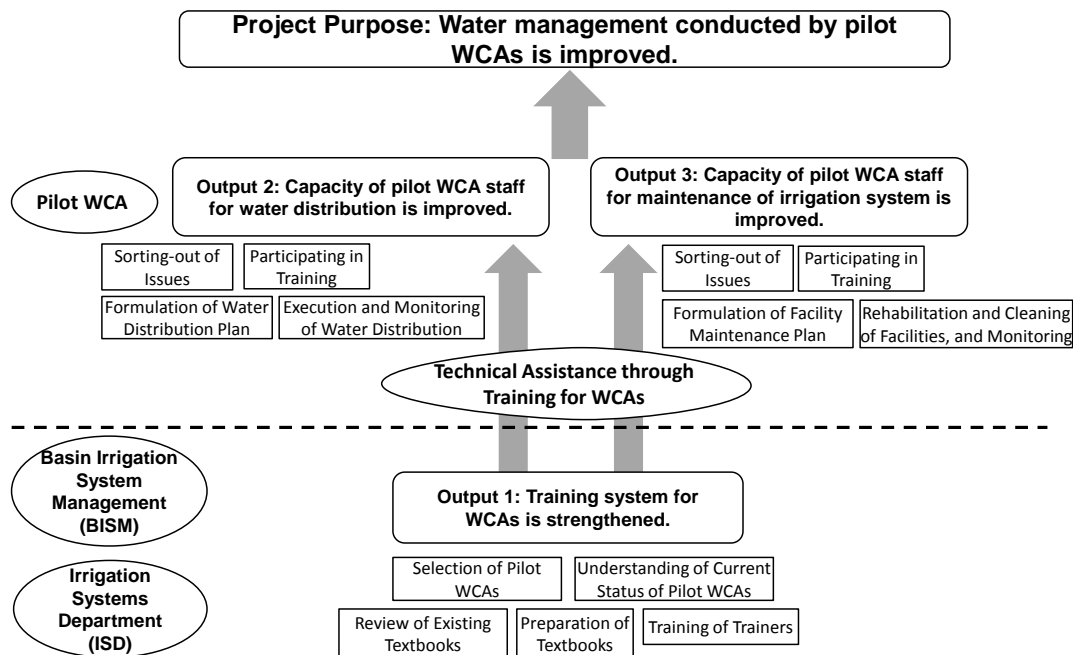 Project Purpose: Water management conducted by pilot
WCAs is improved.
Pilot WCA
Output 2: Capacity of pilot WCA staff
for water distribution is improved.
Output 3: Capacity of pilot WCA staff
for maintenance of irrigation system is
improved.
Sorting-out of
Issues
Participating in
Training
Formulation of Water
Distribution Plan
Execution and Monitoring
of Water Distribution
Sorting-out of
Issues
Participating in
Training
Formulation of Facility
Maintenance Plan
Rehabilitation and Cleaning
of Facilities, and Monitoring
Technical Assistance through
Training for WCAs
Basin Irrigation
System
Management
(BISM)
Output 1: Training system for
WCAs is strengthened.
Irrigation
Systems
Department
(ISD)
Selection of Pilot
WCAs
Understanding of Current
Status of Pilot WCAs
Review of Existing
Textbooks
Preparation of
Textbooks
Training of Trainers